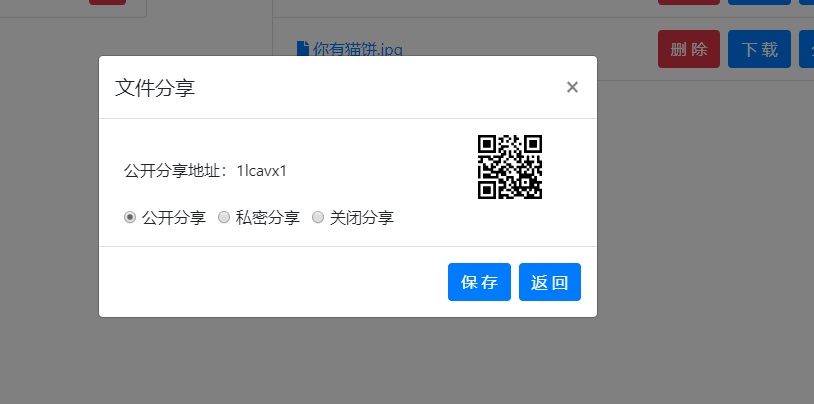 你有猫饼.jpg
删 除
下 载
文件分享
×
公开分享地址：1lcavx1
公开分享 私密分享 关闭分享
保 存
返 回